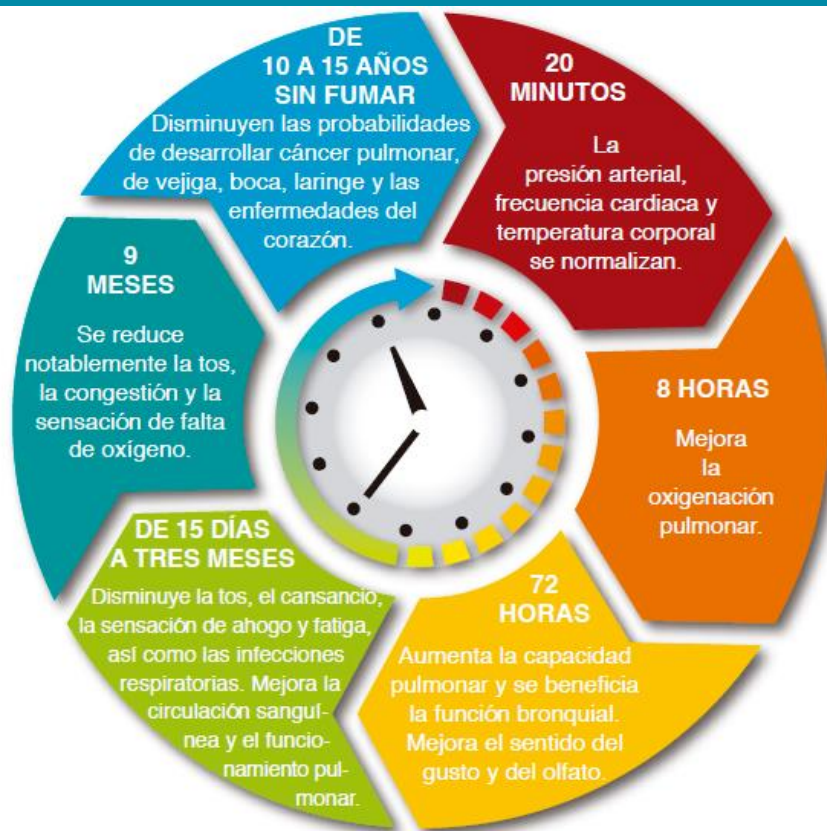 DE
10 A 15 AÑOS
SIN FUMAR
Disminuyen las probabilidades
de desarrollar cáncer pulmonar,
de vejiga, boca, laringe y las
enfermedades del
corazón.
20
MINUTOS
La
presión arterial,
frecuencia cardiaca y
temperatura corporal
se normalizan.
8 HORAS
Mejora
la
oxigenación
pulmonar.
72
HORAS
Aumenta la capacidad
pulmonar y se beneficia
la función bronquial.
Mejora el sentido del
gusto y del olfato.
DE 15 DÍAS
A TRES MESES
Disminuye la tos, el cansancio,
la sensación de ahogo y fatiga,
así como las infecciones
respiratorias. Mejora la
circulación sanguí-
nea y el funcio-
namiento pul-
monar.
9
MESES
Se reduce
notablemente la tos,
la congestión y la
sensación de falta
de oxígeno.